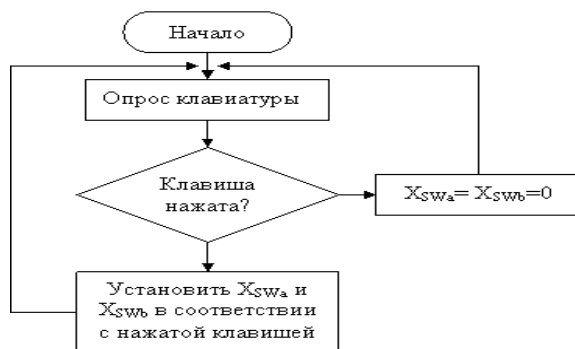 Начало
Опрос клавиатуры
Клавиша
нажата?
X_SWa= X_SWb=0
Установить X_SWa и
X_SWb в соответствии
с нажатой клавишей